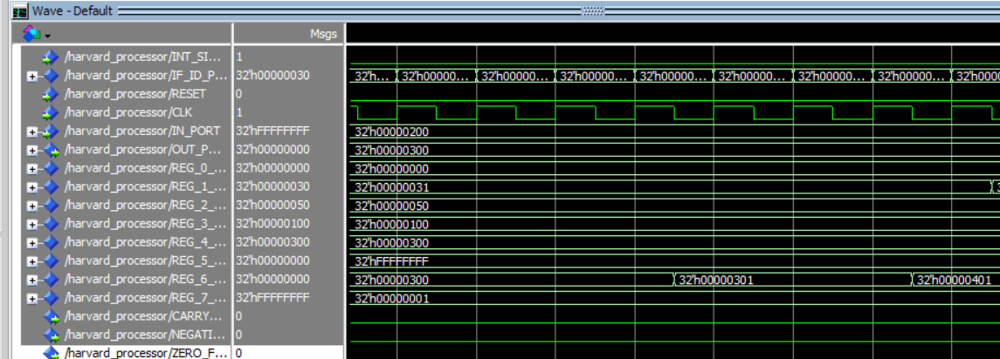 Wave - Default
Msgs
/harvard_processor/INT_SI... 1
/harvard_processor/IF_ID_P... 32'h00000030 32'h... 32'h00000... 32'h00000... 32'h00000... 32'h00000... 32'h00000... 32'h00000... 32'h00000... 32'h0000
/harvard_processor/RESET 0
/harvard_processor/CLK 1
/harvard_processor/IN_PORT 32'hFFFFFFFF 32'h00000200
/harvard_processor/OUT_P... 32'h00000000 32'h00000300
/harvard_processor/REG_0_... 32'h00000000 32'h00000000
/harvard_processor/REG_1_... 32'h00000030 32'h00000031 3
/harvard_processor/REG_2_... 32'h00000050 32'h00000050
/harvard_processor/REG_3_... 32'h00000100 32'h00000100
/harvard_processor/REG_4_... 32'h00000300 32'h00000300
/harvard_processor/REG_5_... 32'h00000000 32'hFFFFFFFF
/harvard_processor/REG_6_... 32'h00000000 32'h00000300 32'h00000301 32'h00000401
/harvard_processor/REG_7_... 32'hFFFFFFFF 32'h00000001
/harvard_processor/CARRY... 0
/harvard_processor/NEGATI... 0
/harvard_processor/ZERO_F... 0